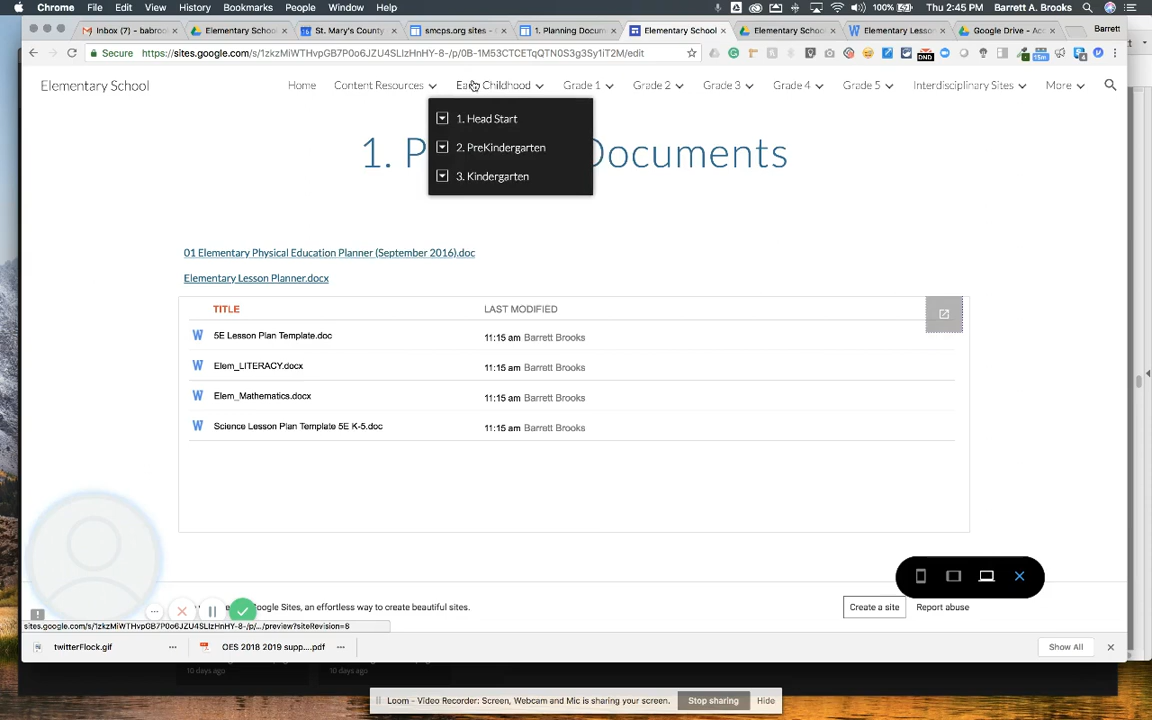 Chrome File Edit View History Bookmarks People Window Help 100% Thu 2:45 PM Barrett A. Brooks
Inbox (7) - babroo Elementary School St. Mary's County smcps.org sites - 1. Planning Docum Elementary School Elementary School Elementary Lesson Google Drive - Acc Barrett
Secure https://sites.google.com/s/1zkzMiWTHvpGB7P0o6JZU4SLIzHnHY-8-/p/0B-1M53CTCETqQTN0S3g3Sy1iT2M/edit
Elementary School Home Content Resources Early Childhood Grade 1 Grade 2 Grade 3 Grade 4 Grade 5 Interdisciplinary Sites More
1. Head Start
2. PreKindergarten
3. Kindergarten
1. P Documents
01 Elementary Physical Education Planner (September 2016).doc
Elementary Lesson Planner.docx
TITLE LAST MODIFIED
5E Lesson Plan Template.doc 11:15 am Barrett Brooks
Elem_LITERACY.docx 11:15 am Barrett Brooks
Elem_Mathematics.docx 11:15 am Barrett Brooks
Science Lesson Plan Template 5E K-5.doc 11:15 am Barrett Brooks
Google Sites, an effortless way to create beautiful sites. Create a site Report abuse
sites.google.com/s/1zkzMiWTHvpGB7P0o6JZU4SLIzHnHY-8-/p/.../preview?siteRevision=6
twitterFlock.gif OES 2018 2019 supp....pdf Show All
10 days ago 10 days ago
Loom - Video Recorder: Screen, Webcam and Mic is sharing your screen. Stop sharing Hide